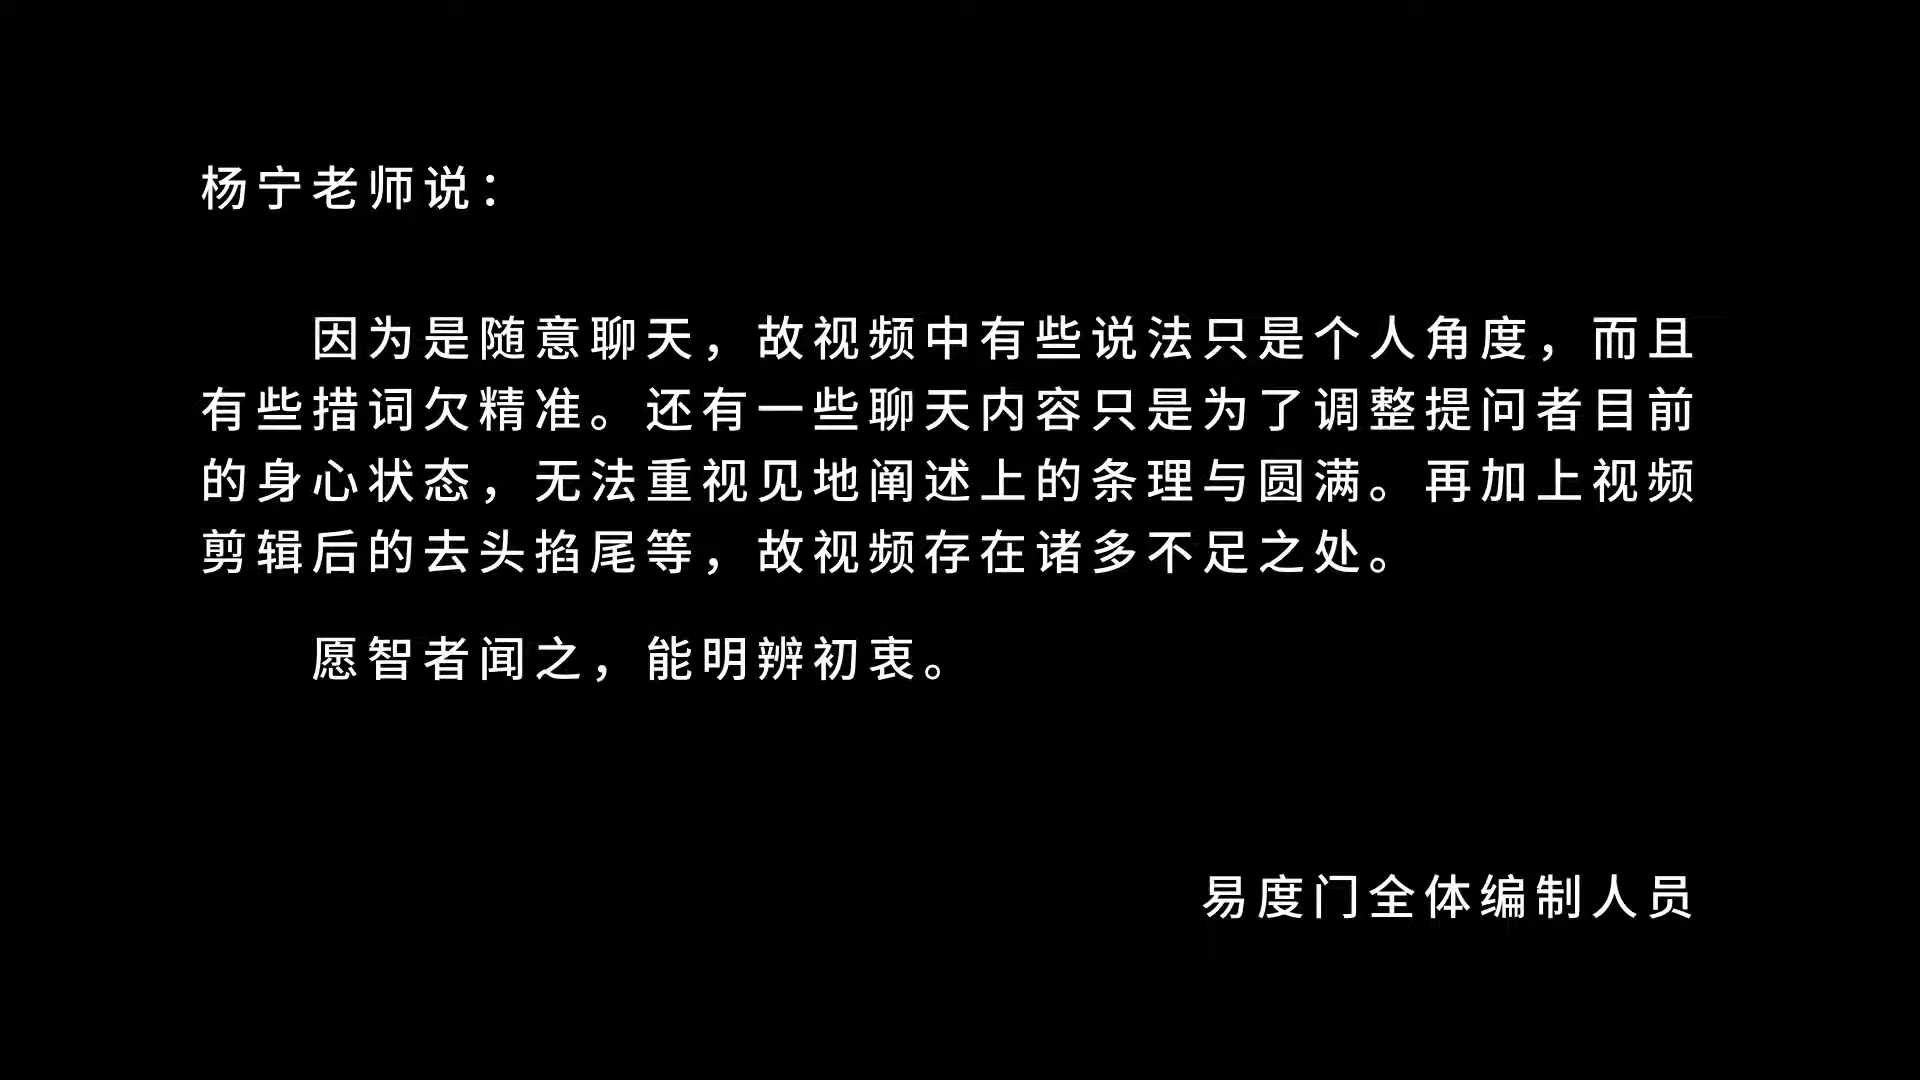 杨宁老师说：
因为是随意聊天，故视频中有些说法只是个人角度，而且
有些措词欠精准。还有一些聊天内容只是为了调整提问者目前
的身心状态，无法重视见地阐述上的条理与圆满。再加上视频
剪辑后的去头掐尾等，故视频存在诸多不足之处。
愿智者闻之，能明辨初衷。
易度门全体编制人员